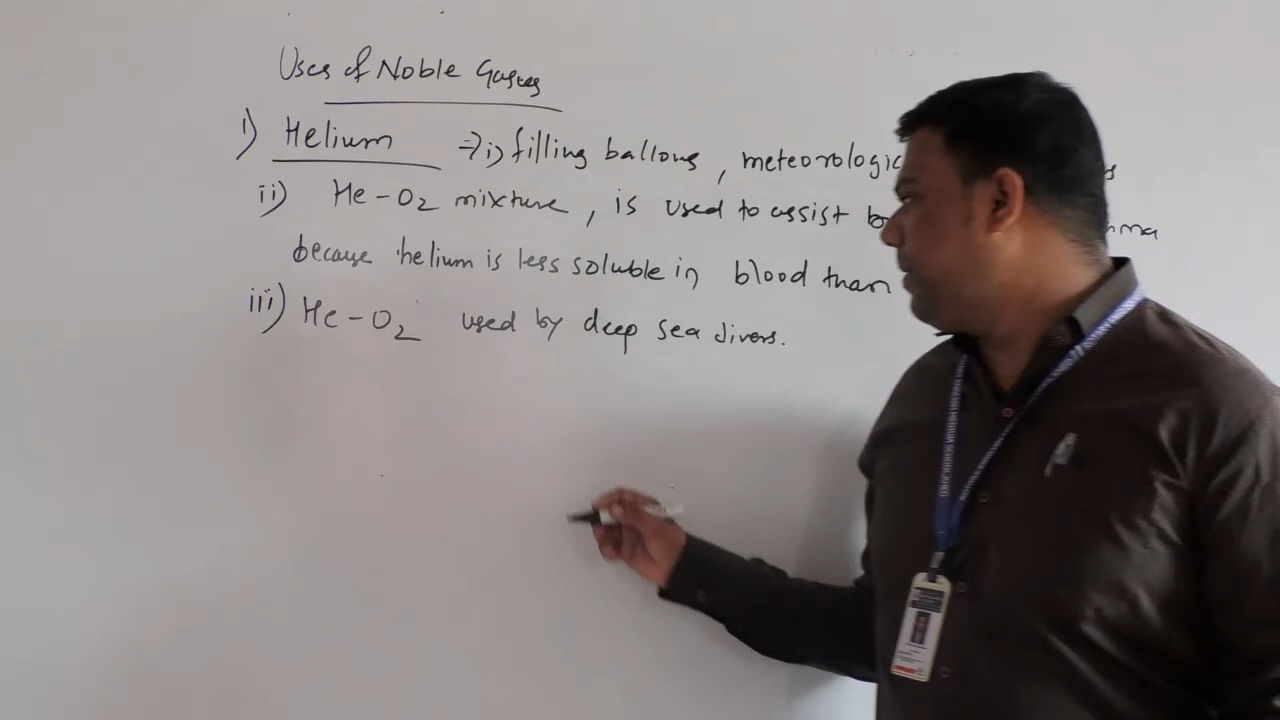 Uses of Noble Gases
i) Helium => i) filling ballons, meteorologic
ii) He-O2 mixture, is used to assist
because helium is less soluble in blood than
iii) He-O2 used by deep sea divers.